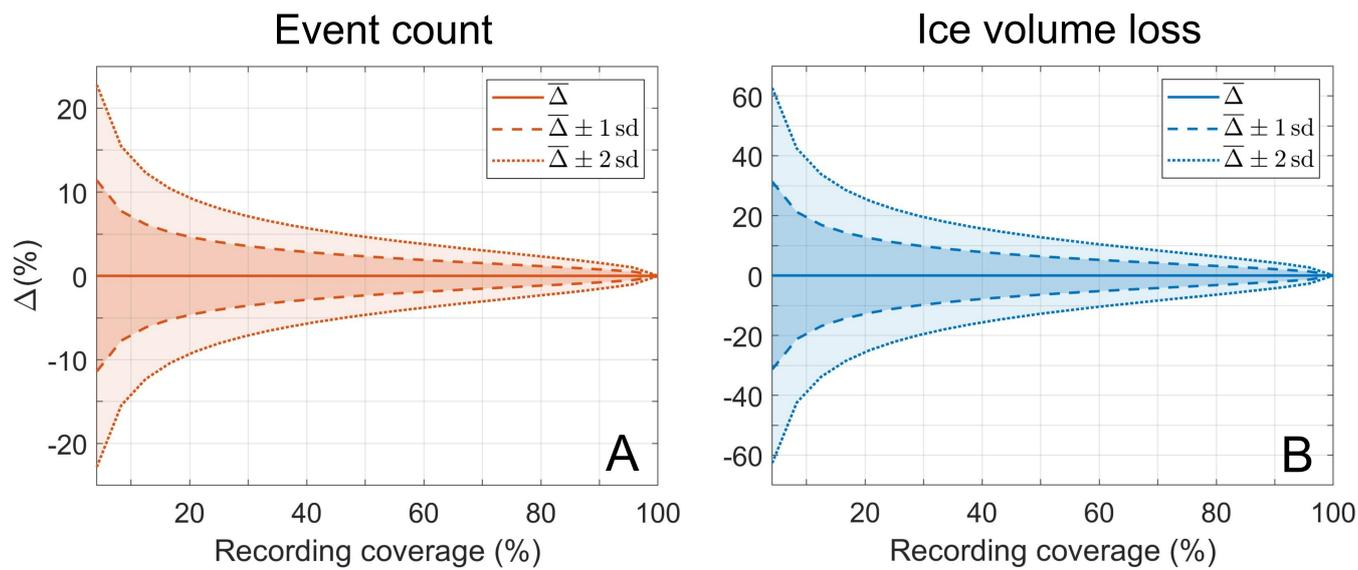 Event count
Δ̅
Δ̅ ± 1 sd
Δ̅ ± 2 sd
20
10
0
-10
-20
Δ(%)
A
20 40 60 80 100
Recording coverage (%)
Ice volume loss
Δ̅
Δ̅ ± 1 sd
Δ̅ ± 2 sd
60
40
20
0
-20
-40
-60
B
20 40 60 80 100
Recording coverage (%)